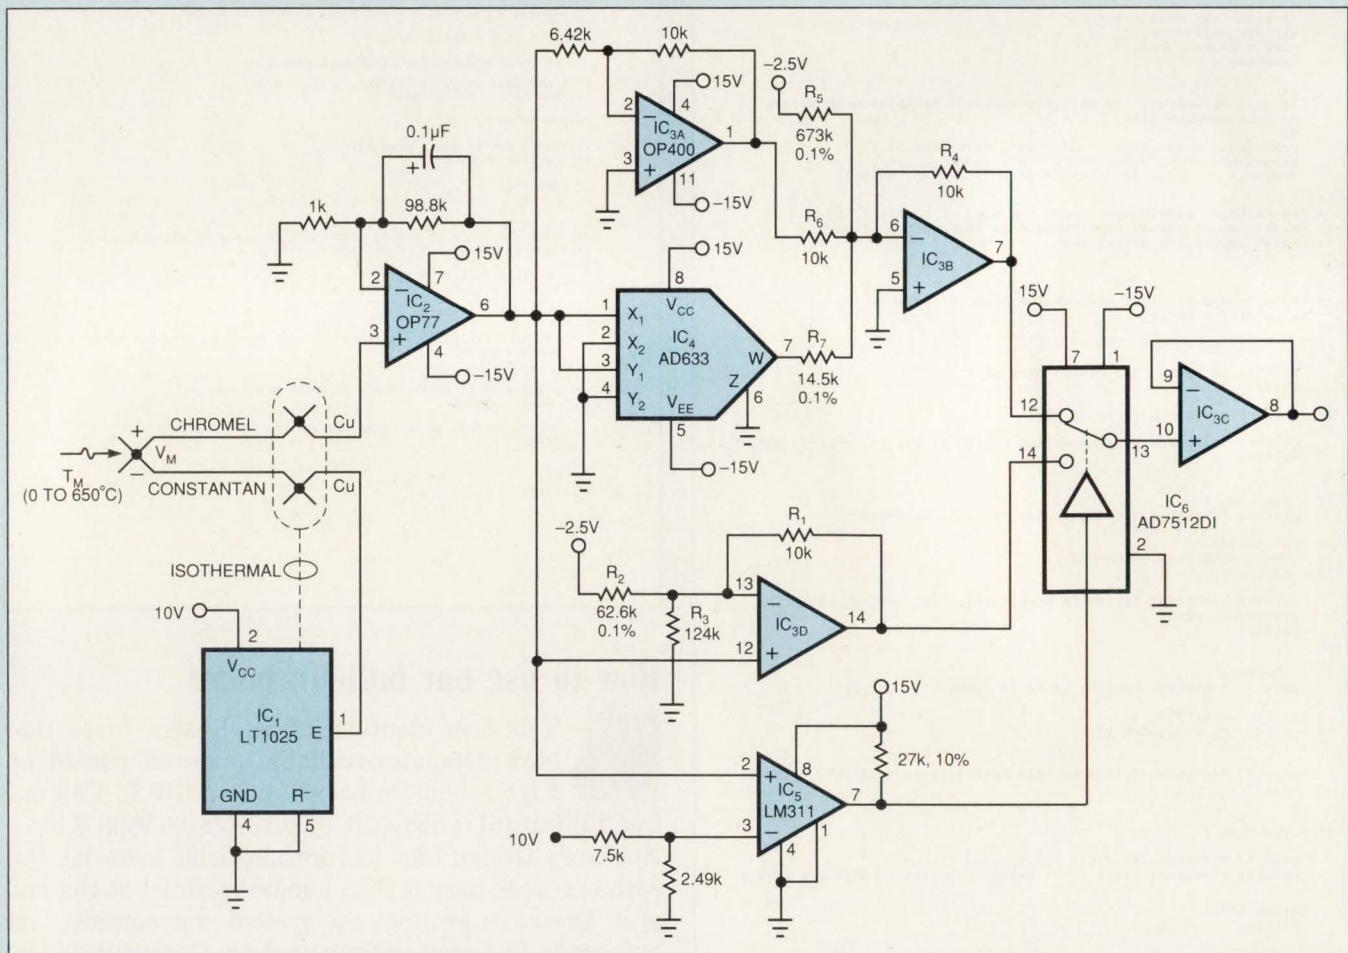 6.42k
10k
15V
-2.5V
R5
673k
0.1%
2
4
IC3A
OP400
1
3
11
-15V
0.1µF
+
1k
98.8k
R4
10k
R6
10k
15V
7
2
IC2
OP77
6
3
4
-15V
15V
8
VCC
1
X1
2
X2
3
Y1
4
Y2
IC4
AD633
W
7
R7
14.5k
0.1%
Z
6
VEE
5
-15V
6
IC3B
7
5
15V
-15V
7
1
12
14
13
9
IC3C
8
10
IC6
AD7512DI
2
CHROMEL
Cu
+
VM
-
TM
(0 TO 650°C)
CONSTANTAN
Cu
ISOTHERMAL
10V
2
VCC
IC1
LT1025
E
1
GND
R-
4
5
-2.5V
R2
62.6k
0.1%
R3
124k
R1
10k
13
IC3D
14
12
15V
27k, 10%
2
8
IC5
LM311
7
3
4
1
10V
7.5k
2.49k